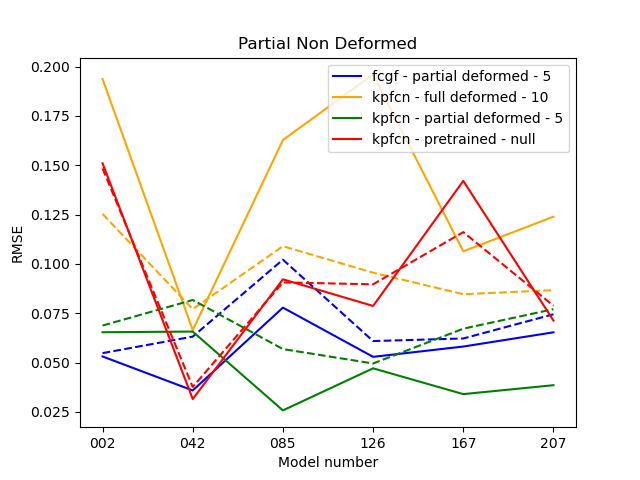 Partial Non Deformed
fcgf - partial deformed - 5
kpfcn - full deformed - 10
kpfcn - partial deformed - 5
kpfcn - pretrained - null
RMSE
0.200
0.175
0.150
0.125
0.100
0.075
0.050
0.025
002 042 085 126 167 207
Model number